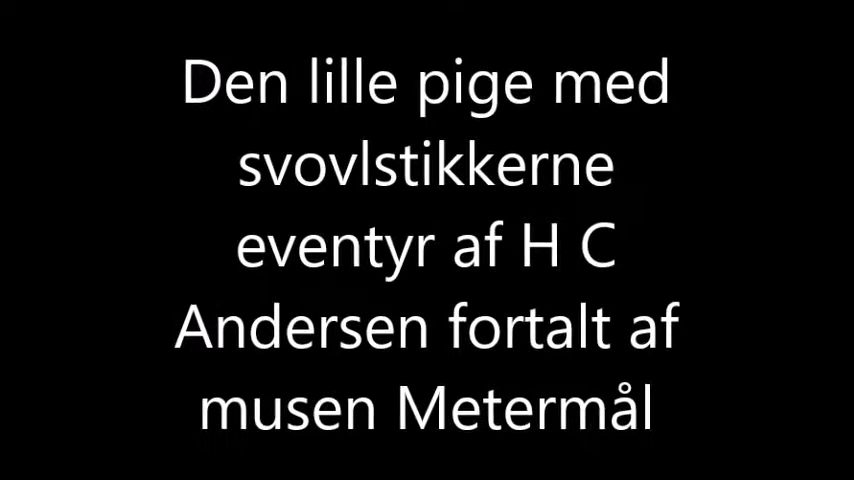 Den lille pige med
svovlstikkerne
eventyr af H C
Andersen fortalt af
musen Metermål